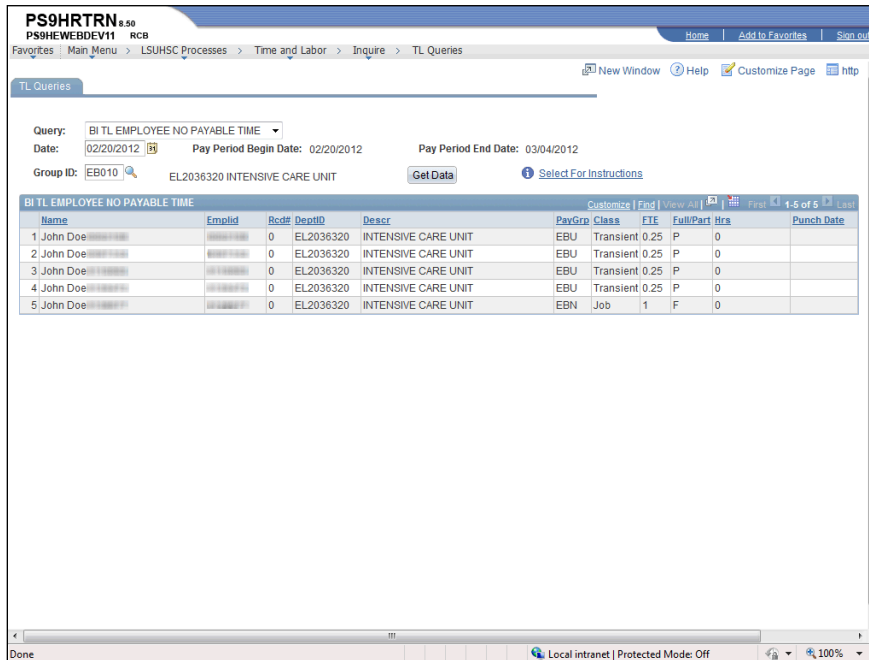 PS9HRTRN 8.50
PS9HEWEBDEV11 RCB
Home | Add to Favorites | Sign out
Favorites | Main Menu > LSUHSC Processes > Time and Labor > Inquire > TL Queries
New Window ? Help Customize Page http
TL Queries
Query: BI TL EMPLOYEE NO PAYABLE TIME
Date: 02/20/2012 31 Pay Period Begin Date: 02/20/2012 Pay Period End Date: 03/04/2012
Group ID: EB010 EL2036320 INTENSIVE CARE UNIT Get Data i Select For Instructions
BI TL EMPLOYEE NO PAYABLE TIME Customize | Find | View All | | First 1-5 of 5 Last
Name Emplid Rcd# DeptID Descr PayGrp Class FTE Full/Part Hrs Punch Date
1 John Doe 0 EL2036320 INTENSIVE CARE UNIT EBU Transient 0.25 P 0
2 John Doe 0 EL2036320 INTENSIVE CARE UNIT EBU Transient 0.25 P 0
3 John Doe 0 EL2036320 INTENSIVE CARE UNIT EBU Transient 0.25 P 0
4 John Doe 0 EL2036320 INTENSIVE CARE UNIT EBU Transient 0.25 P 0
5 John Doe 0 EL2036320 INTENSIVE CARE UNIT EBN Job 1 F 0
Done Local intranet | Protected Mode: Off 100%